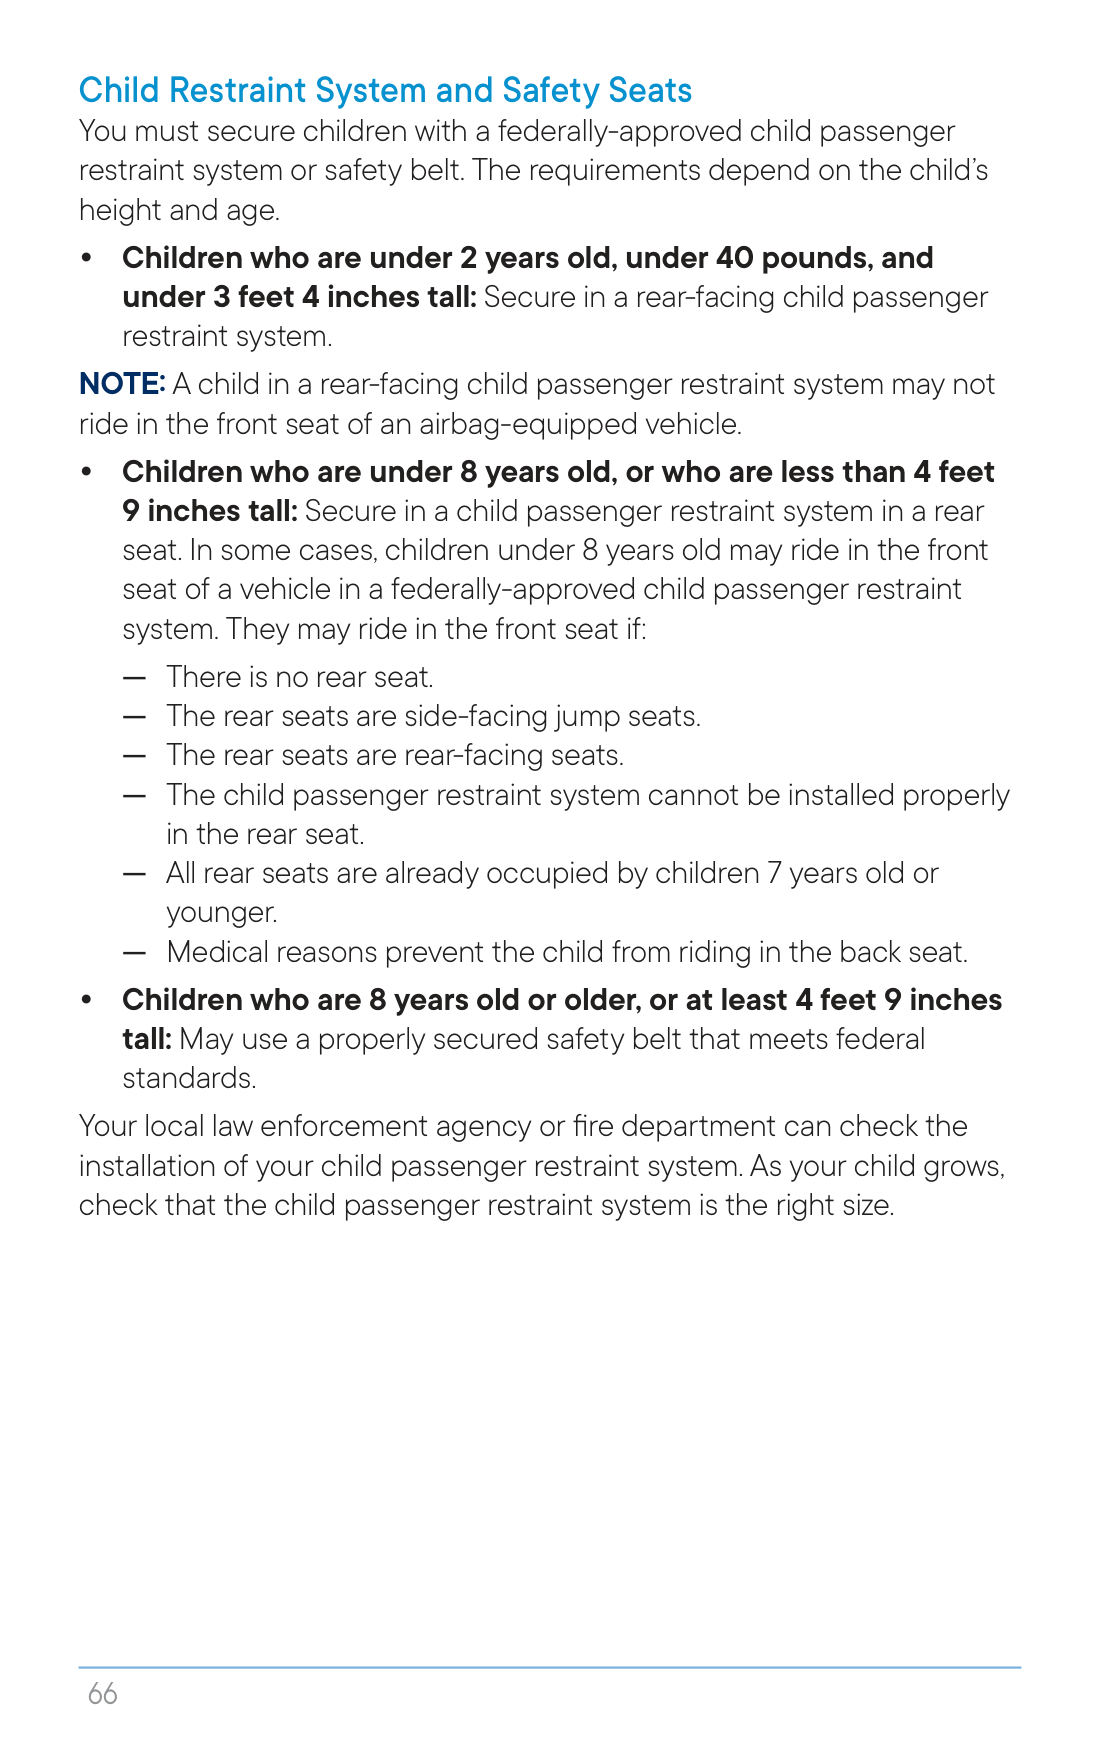 Child Restraint System and Safety Seats
You must secure children with a federally-approved child passenger
restraint system or safety belt. The requirements depend on the child’s
height and age.
• Children who are under 2 years old, under 40 pounds, and
under 3 feet 4 inches tall: Secure in a rear-facing child passenger
restraint system.
NOTE: A child in a rear-facing child passenger restraint system may not
ride in the front seat of an airbag-equipped vehicle.
• Children who are under 8 years old, or who are less than 4 feet
9 inches tall: Secure in a child passenger restraint system in a rear
seat. In some cases, children under 8 years old may ride in the front
seat of a vehicle in a federally-approved child passenger restraint
system. They may ride in the front seat if:
— There is no rear seat.
— The rear seats are side-facing jump seats.
— The rear seats are rear-facing seats.
— The child passenger restraint system cannot be installed properly
in the rear seat.
— All rear seats are already occupied by children 7 years old or
younger.
— Medical reasons prevent the child from riding in the back seat.
• Children who are 8 years old or older, or at least 4 feet 9 inches
tall: May use a properly secured safety belt that meets federal
standards.
Your local law enforcement agency or fire department can check the
installation of your child passenger restraint system. As your child grows,
check that the child passenger restraint system is the right size.
66